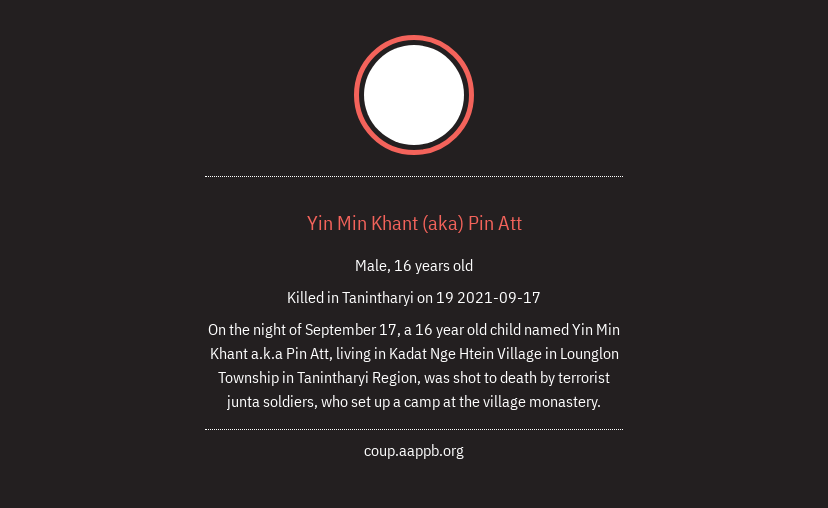 Yin Min Khant (aka) Pin Att
Male, 16 years old
Killed in Tanintharyi on 19 2021-09-17
On the night of September 17, a 16 year old child named Yin Min
Khant a.k.a Pin Att, living in Kadat Nge Htein Village in Lounglon
Township in Tanintharyi Region, was shot to death by terrorist
junta soldiers, who set up a camp at the village monastery.
coup.aappb.org